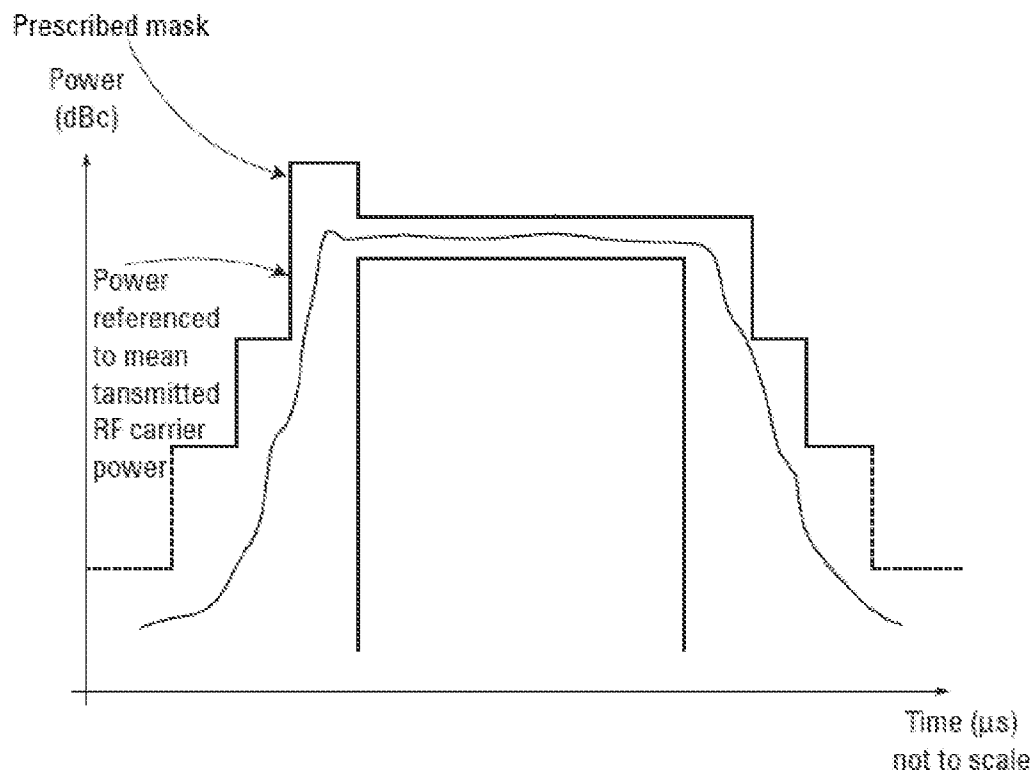 Prescribed mask
Power
(dBc)
Power
referenced
to mean
tansmitted
RF carrier
power
Time (µs)
not to scale